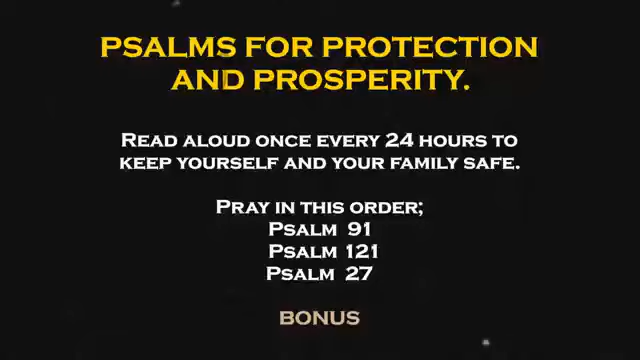 PSALMS FOR PROTECTION
AND PROSPERITY.
READ ALOUD ONCE EVERY 24 HOURS TO
KEEP YOURSELF AND YOUR FAMILY SAFE.
PRAY IN THIS ORDER;
PSALM 91
PSALM 121
PSALM 27
BONUS